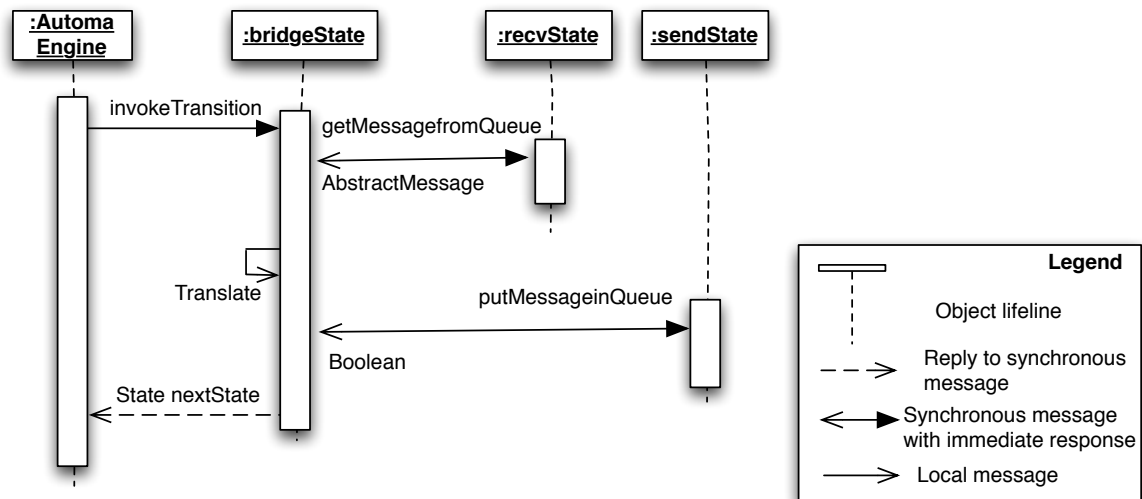 :Automa
Engine
:bridgeState
:recvState
:sendState
invokeTransition
getMessagefromQueue
AbstractMessage
Translate
putMessageinQueue
Boolean
State nextState
Legend
Object lifeline
Reply to synchronous
message
Synchronous message
with immediate response
Local message